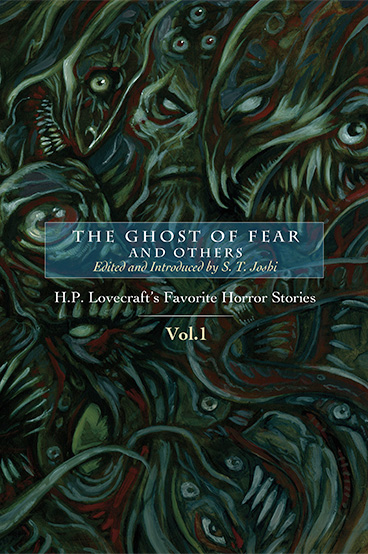 THE GHOST OF FEAR
AND OTHERS
Edited and Introduced by S. T. Joshi
H.P. Lovecraft's Favorite Horror Stories
Vol.1